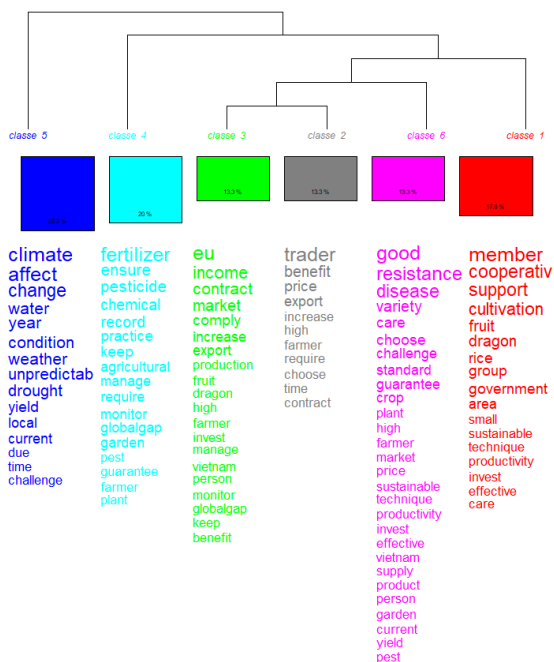 classe 5
classe 4
classe 3
classe 2
classe 6
classe 1
20 %
13.3 %
13.3 %
13.3 %
17.8 %
climate
affect
change
water
year
condition
weather
unpredictab
drought
yield
local
current
due
time
challenge
fertilizer
ensure
pesticide
chemical
record
practice
keep
agricultural
manage
require
monitor
globalgap
garden
pest
guarantee
farmer
plant
eu
income
contract
market
comply
increase
export
production
fruit
dragon
high
farmer
invest
manage
vietnam
person
monitor
globalgap
keep
benefit
trader
benefit
price
export
increase
high
farmer
require
choose
time
contract
good
resistance
disease
variety
care
choose
challenge
standard
guarantee
crop
plant
high
farmer
market
price
sustainable
technique
productivity
invest
effective
vietnam
supply
product
person
garden
current
yield
pest
member
cooperativ
support
cultivation
fruit
dragon
rice
group
government
area
small
sustainable
technique
productivity
invest
effective
care